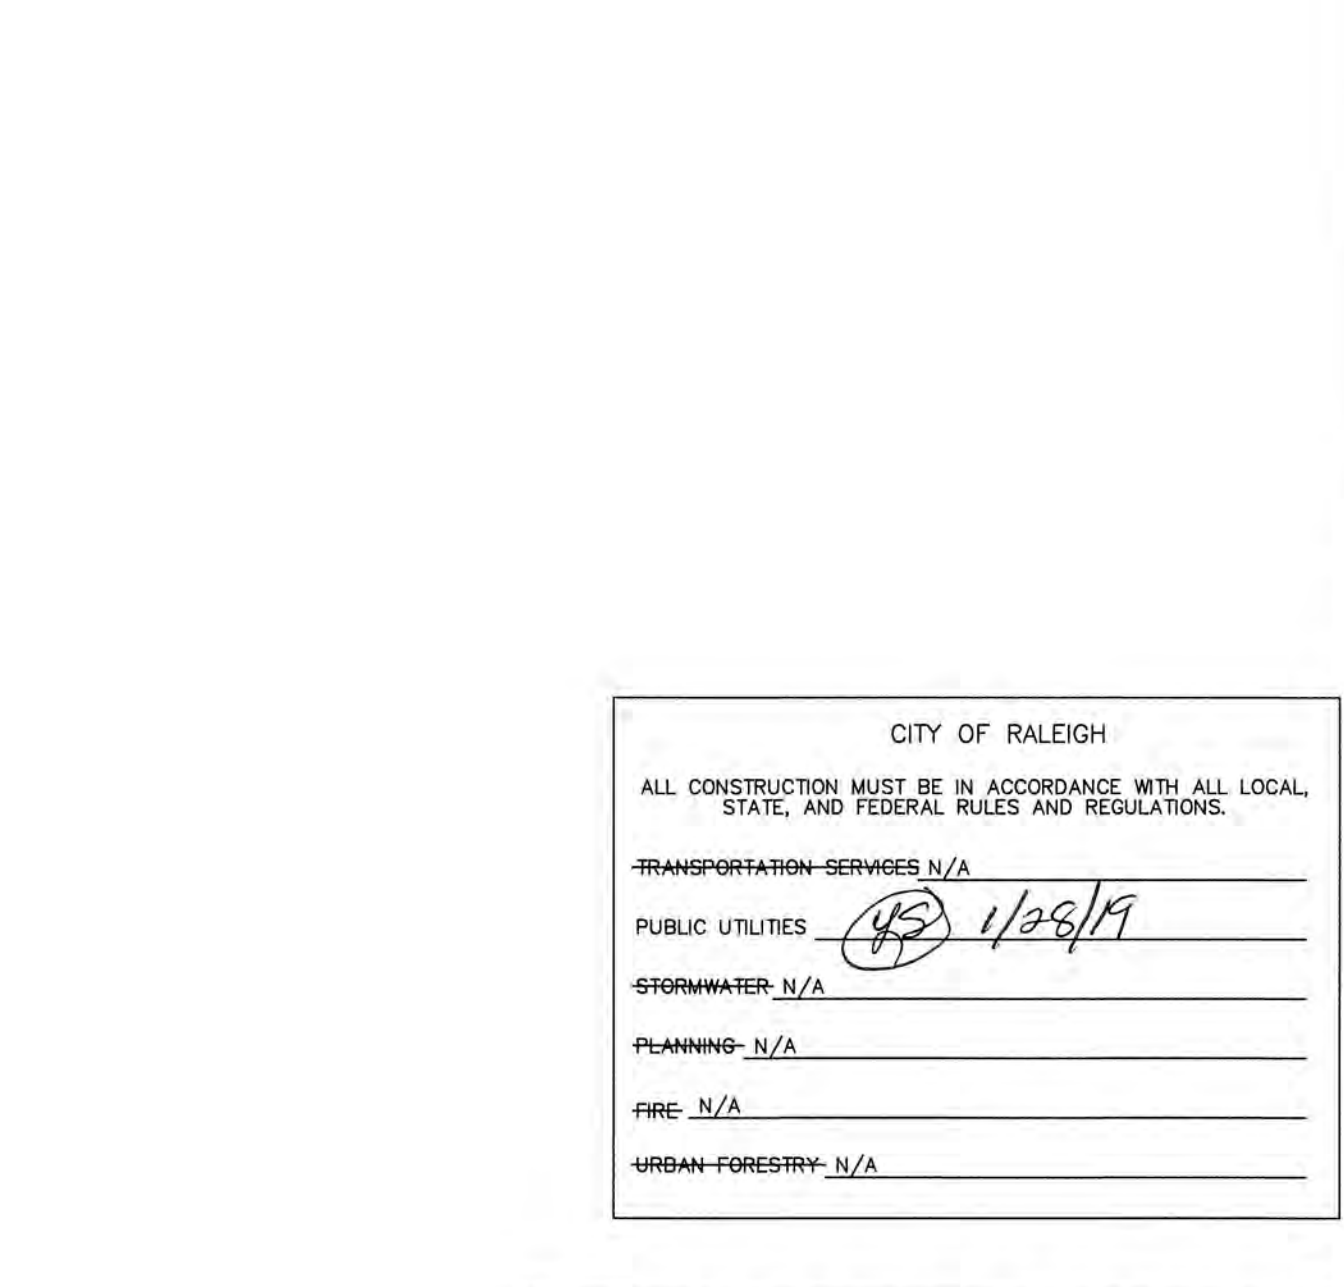 CITY OF RALEIGH
ALL CONSTRUCTION MUST BE IN ACCORDANCE WITH ALL LOCAL,
STATE, AND FEDERAL RULES AND REGULATIONS.
TRANSPORTATION SERVICES N/A
PUBLIC UTILITIES YS 1/28/19
STORMWATER N/A
PLANNING N/A
FIRE N/A
URBAN FORESTRY N/A